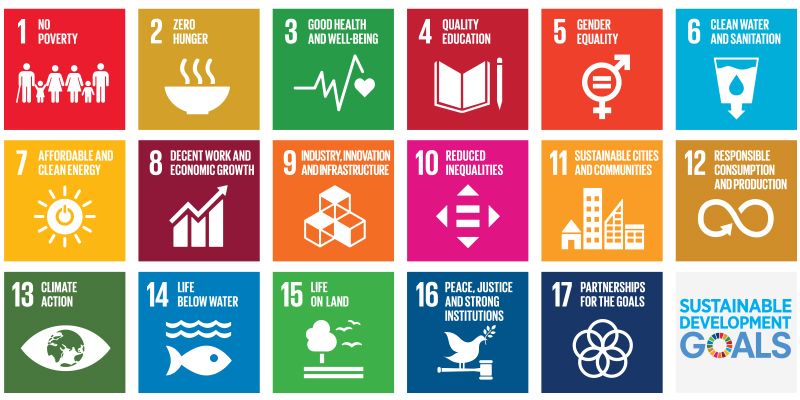 1 NO
POVERTY
2 ZERO
HUNGER
3 GOOD HEALTH
AND WELL-BEING
4 QUALITY
EDUCATION
5 GENDER
EQUALITY
6 CLEAN WATER
AND SANITATION
7 AFFORDABLE AND
CLEAN ENERGY
8 DECENT WORK AND
ECONOMIC GROWTH
9 INDUSTRY, INNOVATION
AND INFRASTRUCTURE
10 REDUCED
INEQUALITIES
11 SUSTAINABLE CITIES
AND COMMUNITIES
12 RESPONSIBLE
CONSUMPTION
AND PRODUCTION
13 CLIMATE
ACTION
14 LIFE
BELOW WATER
15 LIFE
ON LAND
16 PEACE, JUSTICE
AND STRONG
INSTITUTIONS
17 PARTNERSHIPS
FOR THE GOALS
SUSTAINABLE
DEVELOPMENT
GOALS